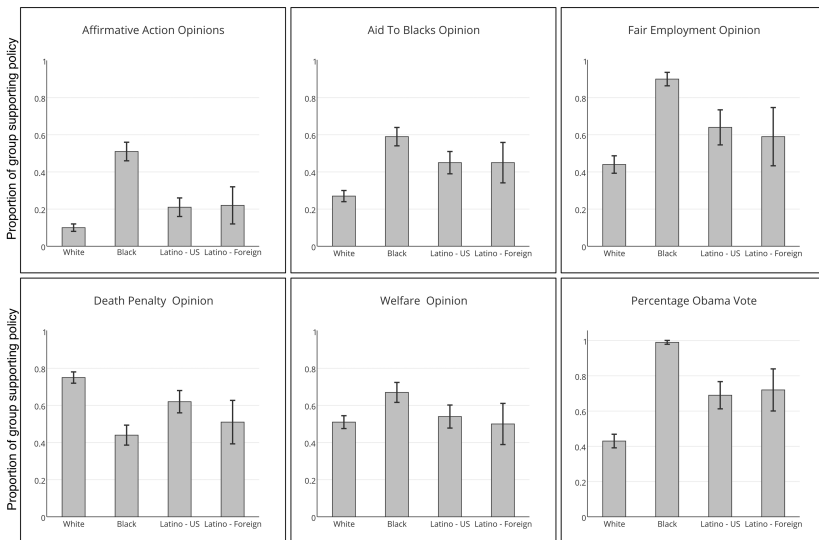 Proportion of group supporting policy
Affirmative Action Opinions
1
0.8
0.6
0.4
0.2
0
White Black Latino - US Latino - Foreign
Aid To Blacks Opinion
1
0.8
0.6
0.4
0.2
0
White Black Latino - US Latino - Foreign
Fair Employment Opinion
1
0.8
0.6
0.4
0.2
0
White Black Latino - US Latino - Foreign
Proportion of group supporting policy
Death Penalty  Opinion
1
0.8
0.6
0.4
0.2
0
White Black Latino - US Latino - Foreign
Welfare  Opinion
1
0.8
0.6
0.4
0.2
0
White Black Latino - US Latino - Foreign
Percentage Obama Vote
1
0.8
0.6
0.4
0.2
0
White Black Latino - US Latino - Foreign